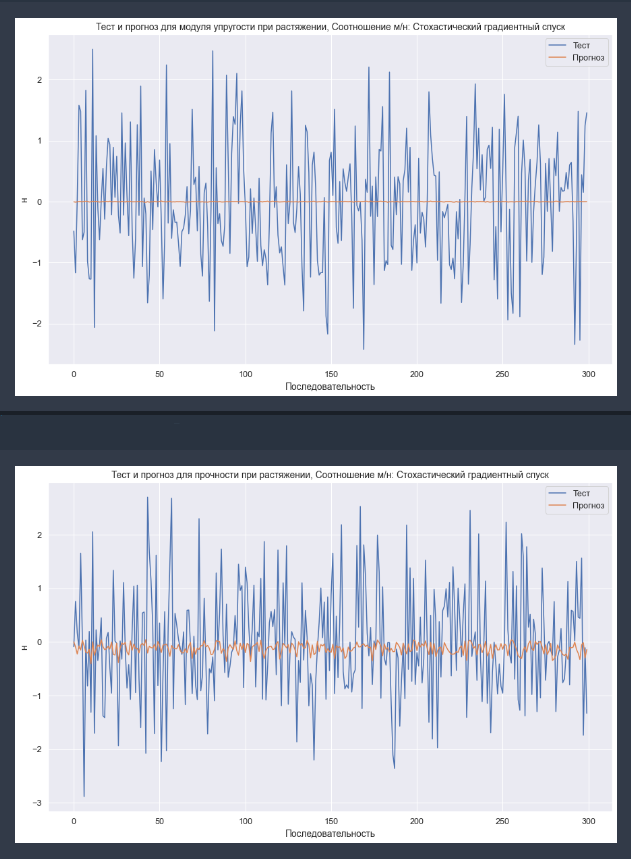 Тест и прогноз для модуля упругости при растяжении, Соотношение м/н: Стохастический градиентный спуск
Тест
Прогноз
2
1
0
−1
−2
н
0 50 100 150 200 250 300
Последовательность
Тест и прогноз для прочности при растяжении, Соотношение м/н: Стохастический градиентный спуск
Тест
Прогноз
2
1
0
−1
−2
−3
н
0 50 100 150 200 250 300
Последовательность